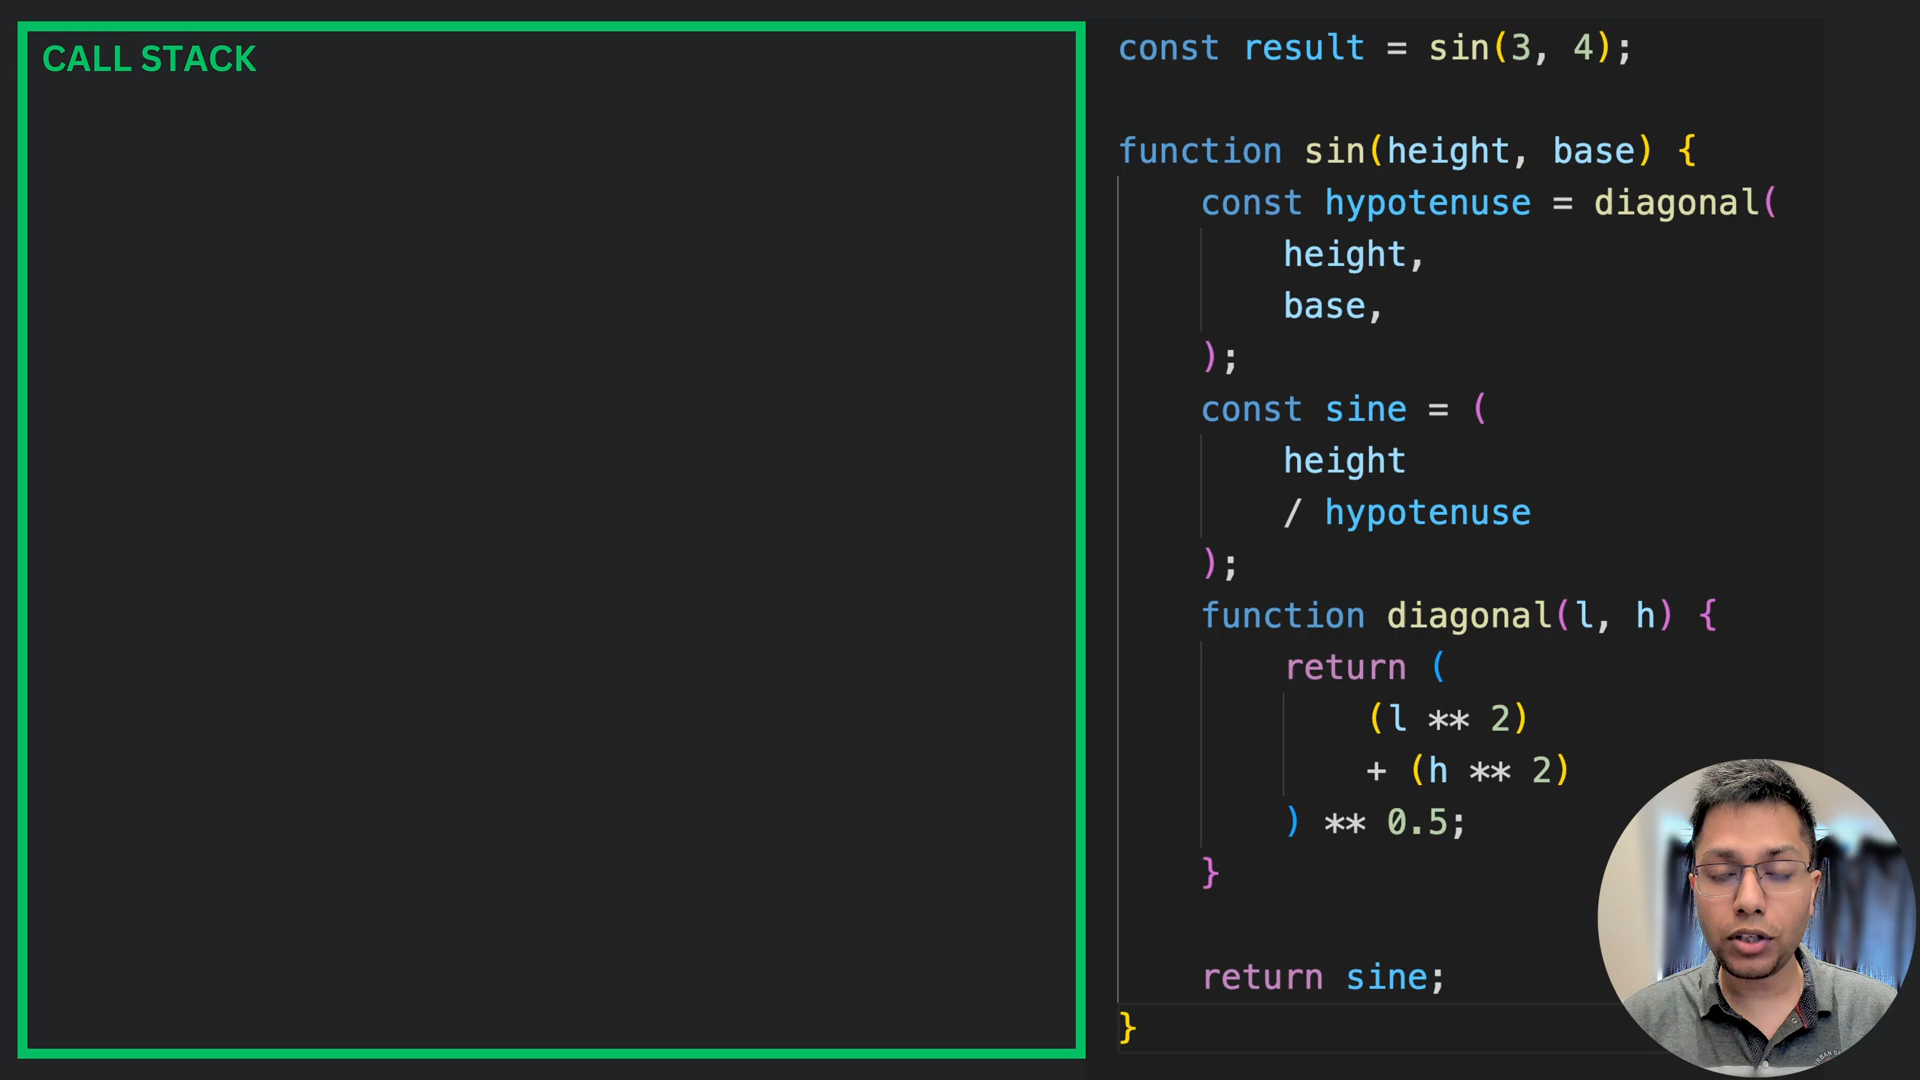 CALL STACK
const result = sin(3, 4);
function sin(height, base) {
const hypotenuse = diagonal(
height,
base,
);
const sine = (
height
/ hypotenuse
);
function diagonal(l, h) {
return (
(l ** 2)
+ (h ** 2)
) ** 0.5;
}
return sine;
}